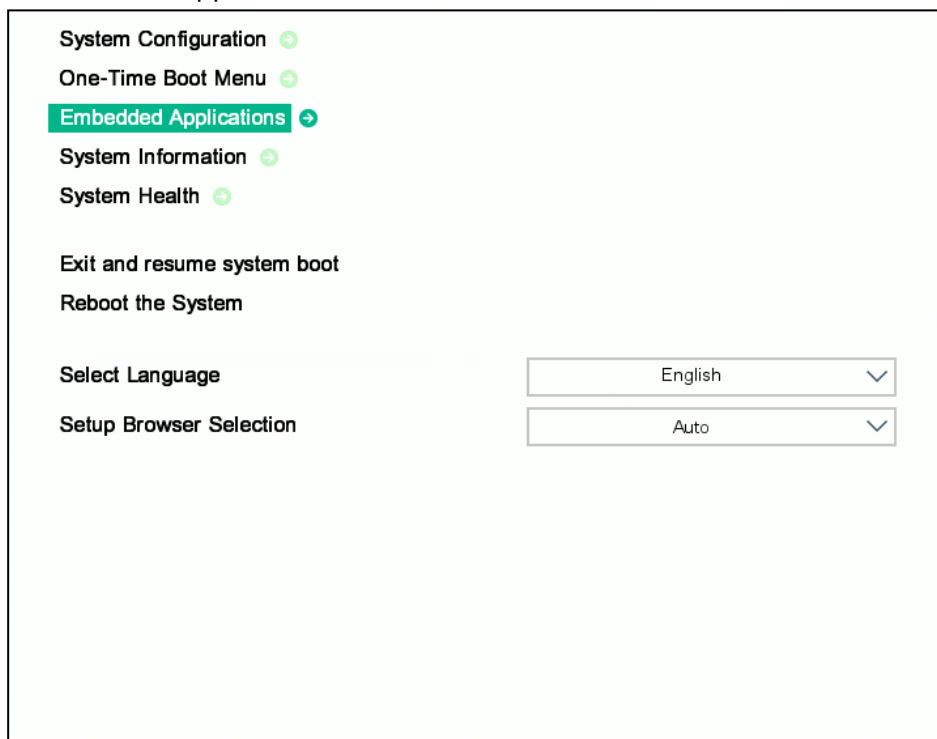 System Configuration
One-Time Boot Menu
Embedded Applications
System Information
System Health
Exit and resume system boot
Reboot the System
Select Language English
Setup Browser Selection Auto